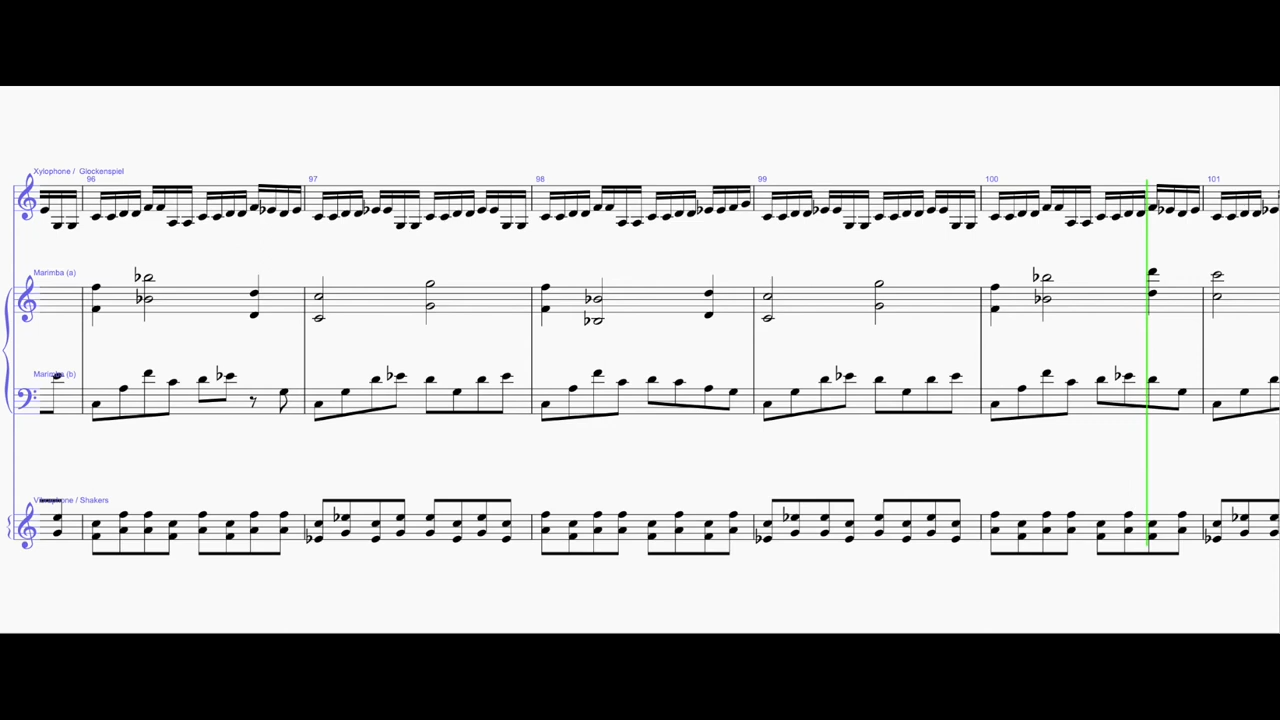 Xylophone / Glockenspiel
96 97 98 99 100 101
Marimba (a)
Marimba (b)
Vibraphone / Shakers